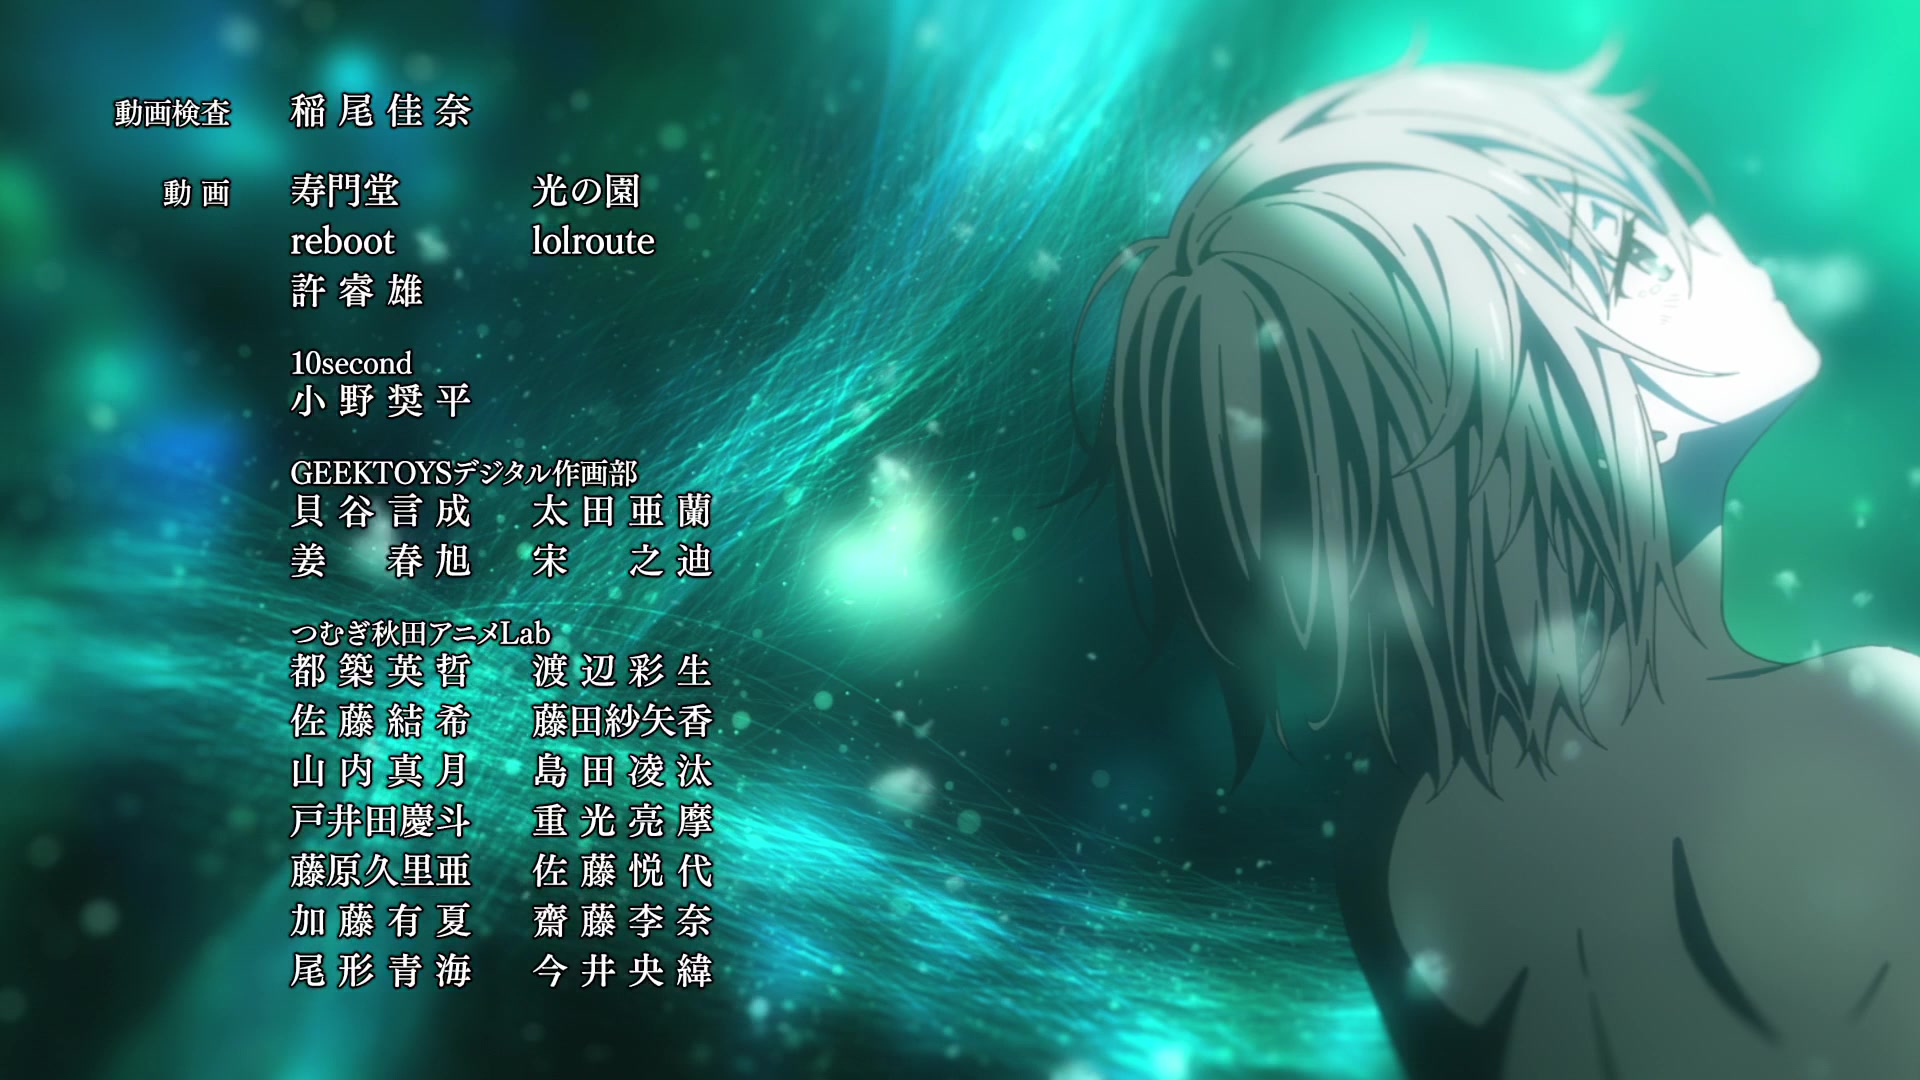 動画検査 稲尾佳奈
動画 寿門堂 光の園
reboot lolroute
許睿雄
10second
小野奨平
GEEKTOYSデジタル作画部
貝谷言成 太田亜蘭
姜春旭 宋之迪
つむぎ秋田アニメLab
都築英哲 渡辺彩生
佐藤結希 藤田紗矢香
山内真月 島田凌汰
戸井田慶斗 重光亮摩
藤原久里亜 佐藤悦代
加藤有夏 齋藤李奈
尾形青海 今井央緯